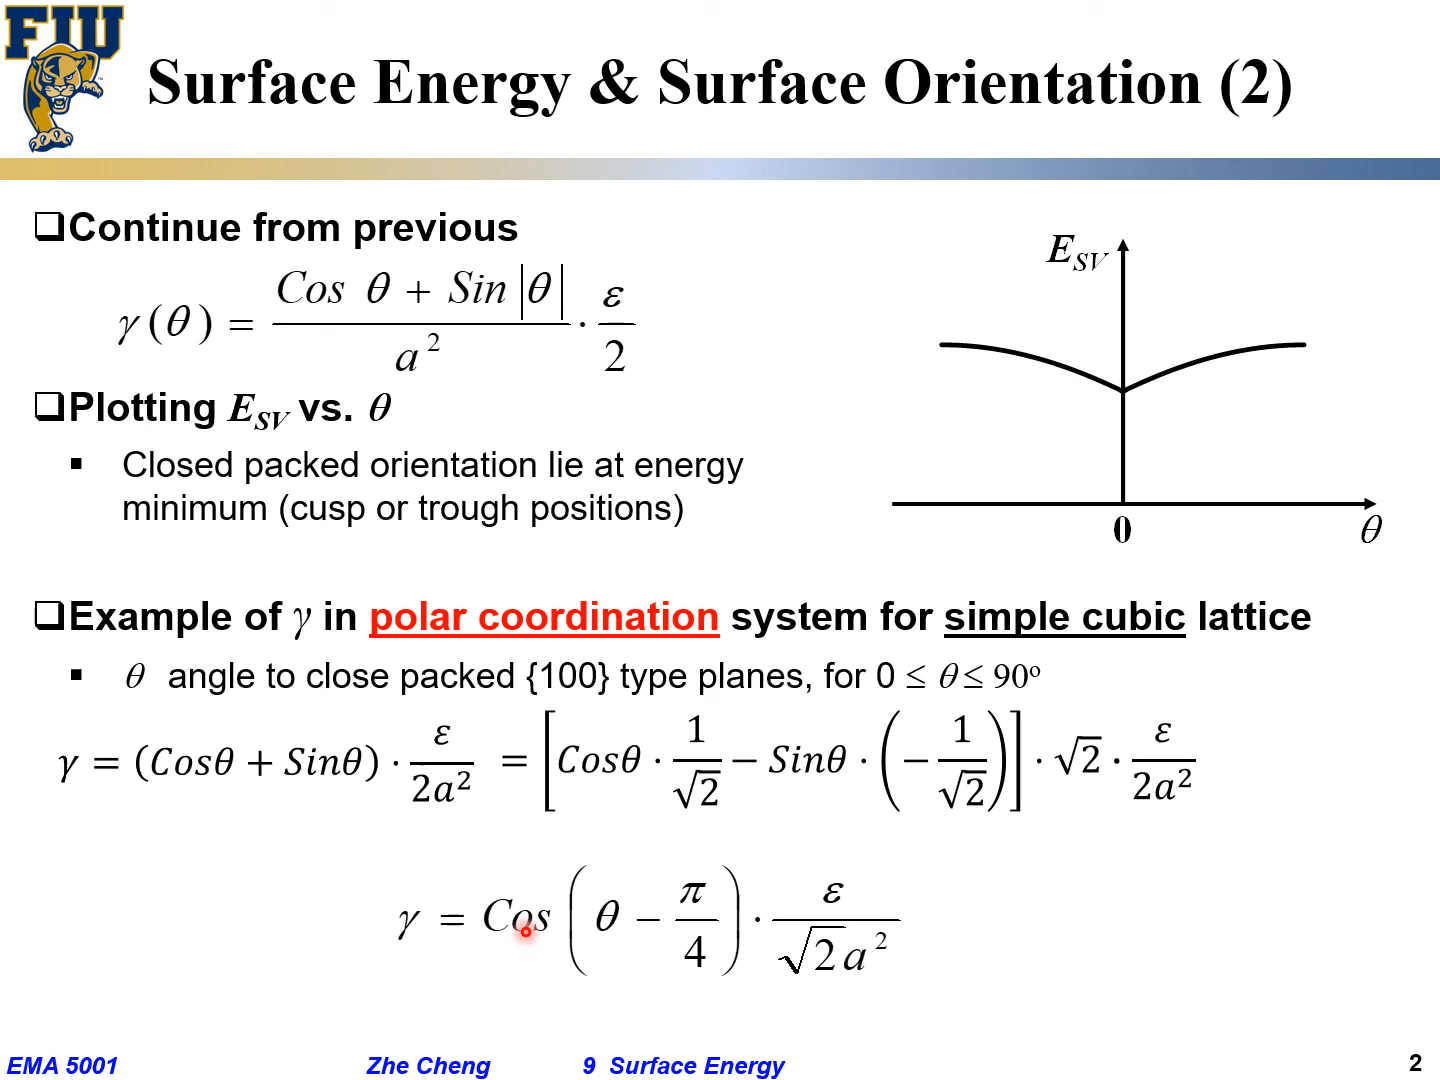 FIU
Surface Energy & Surface Orientation (2)
❑Continue from previous
γ(θ) = (Cos θ + Sin |θ|) / a² · ε / 2
❑Plotting E_SV vs. θ
▪ Closed packed orientation lie at energy
minimum (cusp or trough positions)
E_SV
0
θ
❑Example of γ in polar coordination system for simple cubic lattice
▪ θ angle to close packed {100} type planes, for 0 ≤ θ ≤ 90º
γ = (Cosθ + Sinθ) · ε / 2a² = [Cosθ · 1/√2 − Sinθ · (−1/√2)] · √2 · ε / 2a²
γ = Cos (θ − π/4) · ε / √2a²
EMA 5001 Zhe Cheng 9 Surface Energy 2